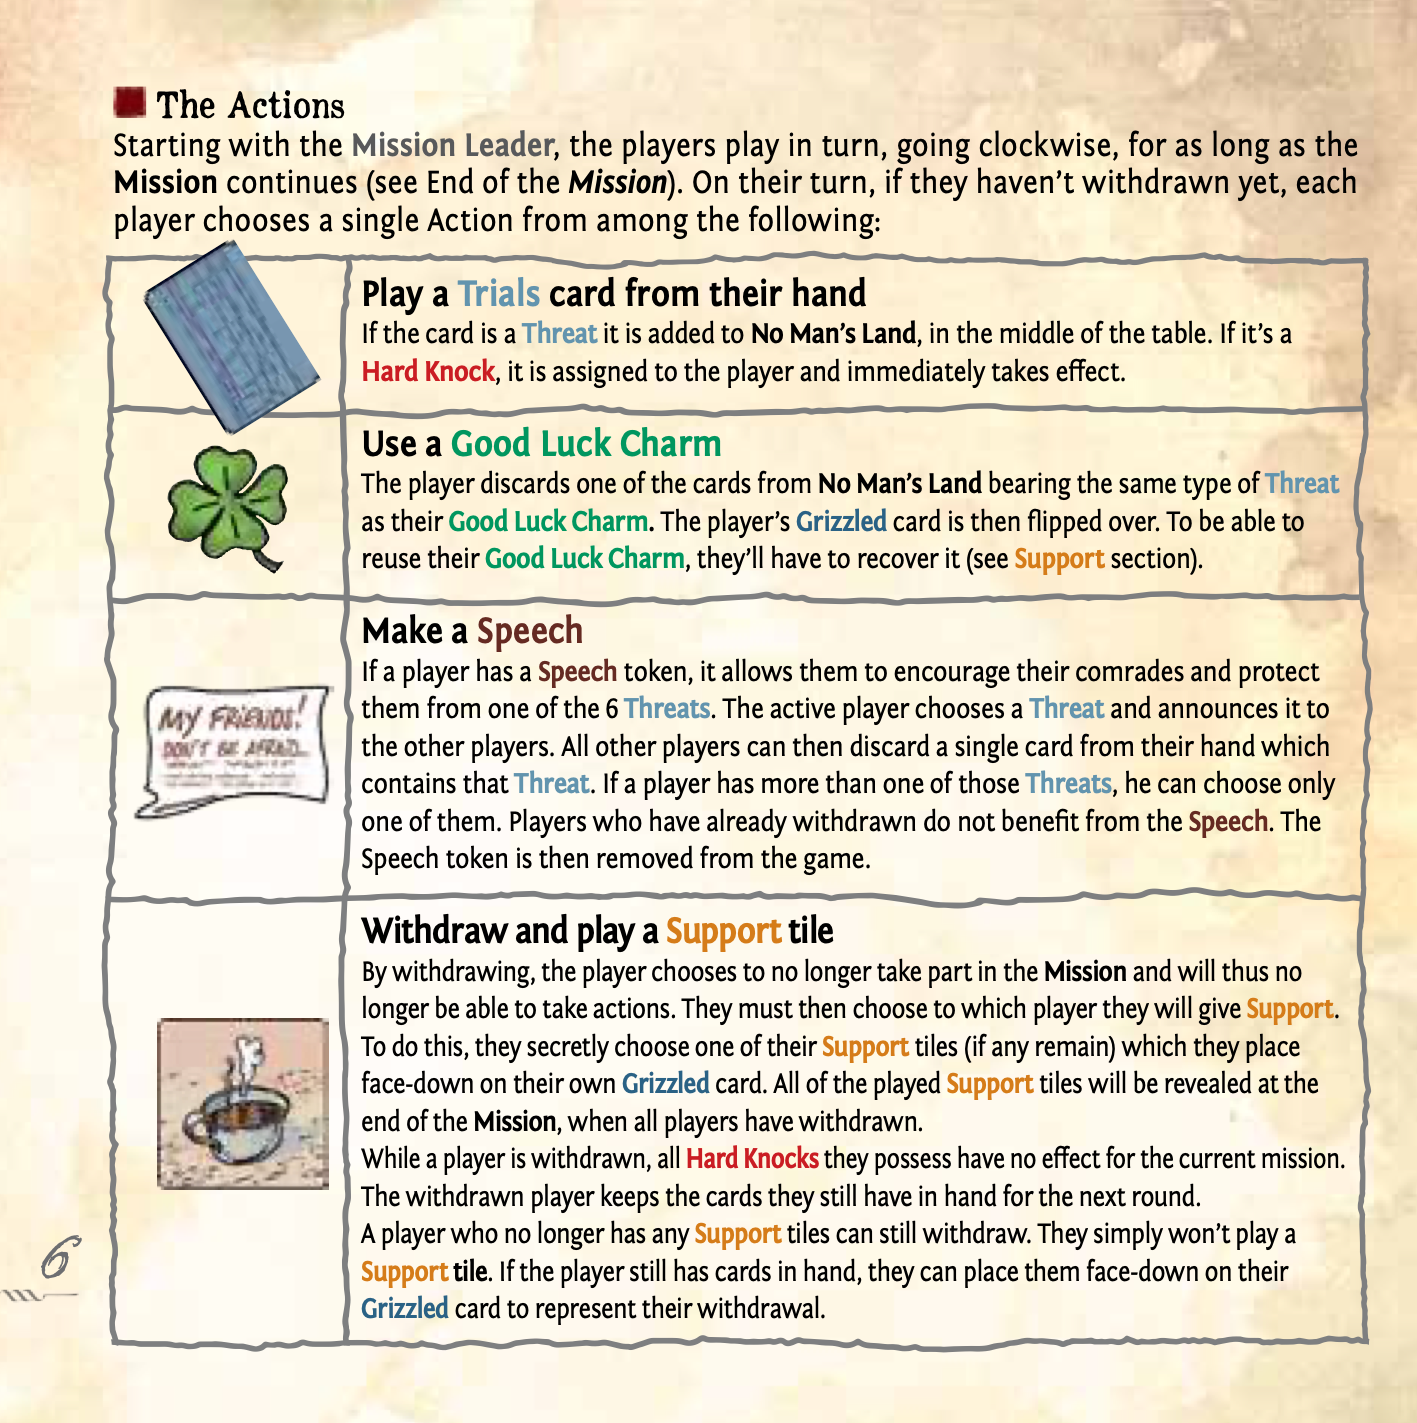 The Actions
Starting with the Mission Leader, the players play in turn, going clockwise, for as long as the
Mission continues (see End of the Mission). On their turn, if they haven't withdrawn yet, each
player chooses a single Action from among the following:
Play a Trials card from their hand
If the card is a Threat it is added to No Man's Land, in the middle of the table. If it's a
Hard Knock, it is assigned to the player and immediately takes effect.
Use a Good Luck Charm
The player discards one of the cards from No Man's Land bearing the same type of Threat
as their Good Luck Charm. The player's Grizzled card is then flipped over. To be able to
reuse their Good Luck Charm, they'll have to recover it (see Support section).
Make a Speech
If a player has a Speech token, it allows them to encourage their comrades and protect
them from one of the 6 Threats. The active player chooses a Threat and announces it to
the other players. All other players can then discard a single card from their hand which
contains that Threat. If a player has more than one of those Threats, he can choose only
one of them. Players who have already withdrawn do not benefit from the Speech. The
Speech token is then removed from the game.
MY FRIENDS!
DON'T BE AFRAID...
Withdraw and play a Support tile
By withdrawing, the player chooses to no longer take part in the Mission and will thus no
longer be able to take actions. They must then choose to which player they will give Support.
To do this, they secretly choose one of their Support tiles (if any remain) which they place
face-down on their own Grizzled card. All of the played Support tiles will be revealed at the
end of the Mission, when all players have withdrawn.
While a player is withdrawn, all Hard Knocks they possess have no effect for the current mission.
The withdrawn player keeps the cards they still have in hand for the next round.
A player who no longer has any Support tiles can still withdraw. They simply won't play a
Support tile. If the player still has cards in hand, they can place them face-down on their
Grizzled card to represent their withdrawal.
6